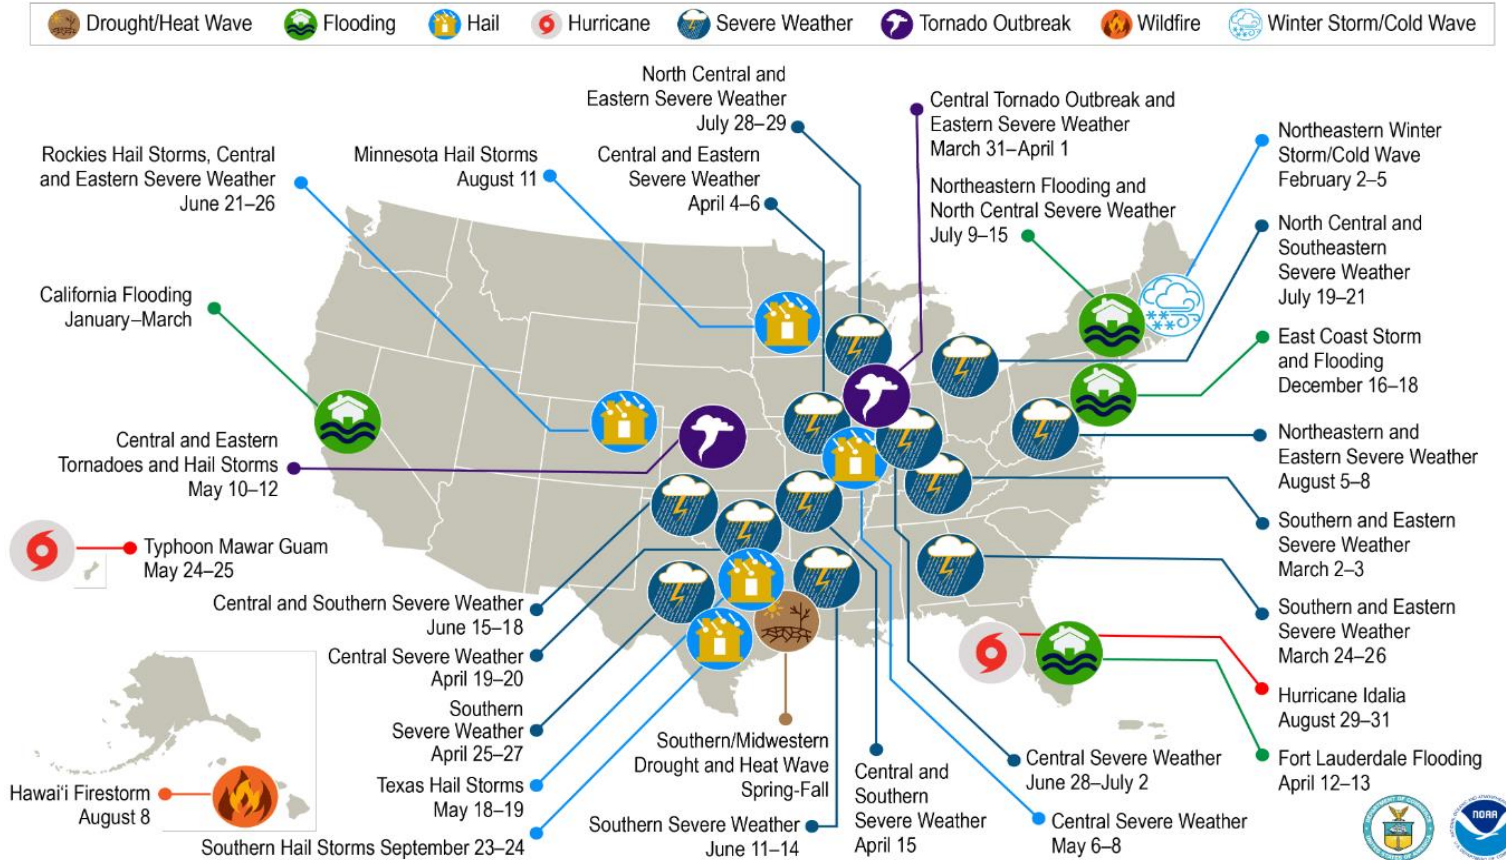 Drought/Heat Wave
Flooding
Hail
Hurricane
Severe Weather
Tornado Outbreak
Wildfire
Winter Storm/Cold Wave
North Central and
Eastern Severe Weather
July 28–29
Central Tornado Outbreak and
Eastern Severe Weather
March 31–April 1
Northeastern Winter
Storm/Cold Wave
February 2–5
Rockies Hail Storms, Central
and Eastern Severe Weather
June 21–26
Minnesota Hail Storms
August 11
Central and Eastern
Severe Weather
April 4–6
Northeastern Flooding and
North Central Severe Weather
July 9–15
North Central and
Southeastern
Severe Weather
July 19–21
California Flooding
January–March
East Coast Storm
and Flooding
December 16–18
Central and Eastern
Tornadoes and Hail Storms
May 10–12
Northeastern and
Eastern Severe Weather
August 5–8
Typhoon Mawar Guam
May 24–25
Southern and Eastern
Severe Weather
March 2–3
Central and Southern Severe Weather
June 15–18
Southern and Eastern
Severe Weather
March 24–26
Central Severe Weather
April 19–20
Southern
Severe Weather
April 25–27
Hurricane Idalia
August 29–31
Texas Hail Storms
May 18–19
Southern/Midwestern
Drought and Heat Wave
Spring-Fall
Central and
Southern
Severe Weather
April 15
Central Severe Weather
June 28–July 2
Fort Lauderdale Flooding
April 12–13
Hawai‘i Firestorm
August 8
Southern Hail Storms September 23–24
Southern Severe Weather
June 11–14
Central Severe Weather
May 6–8
NOAA